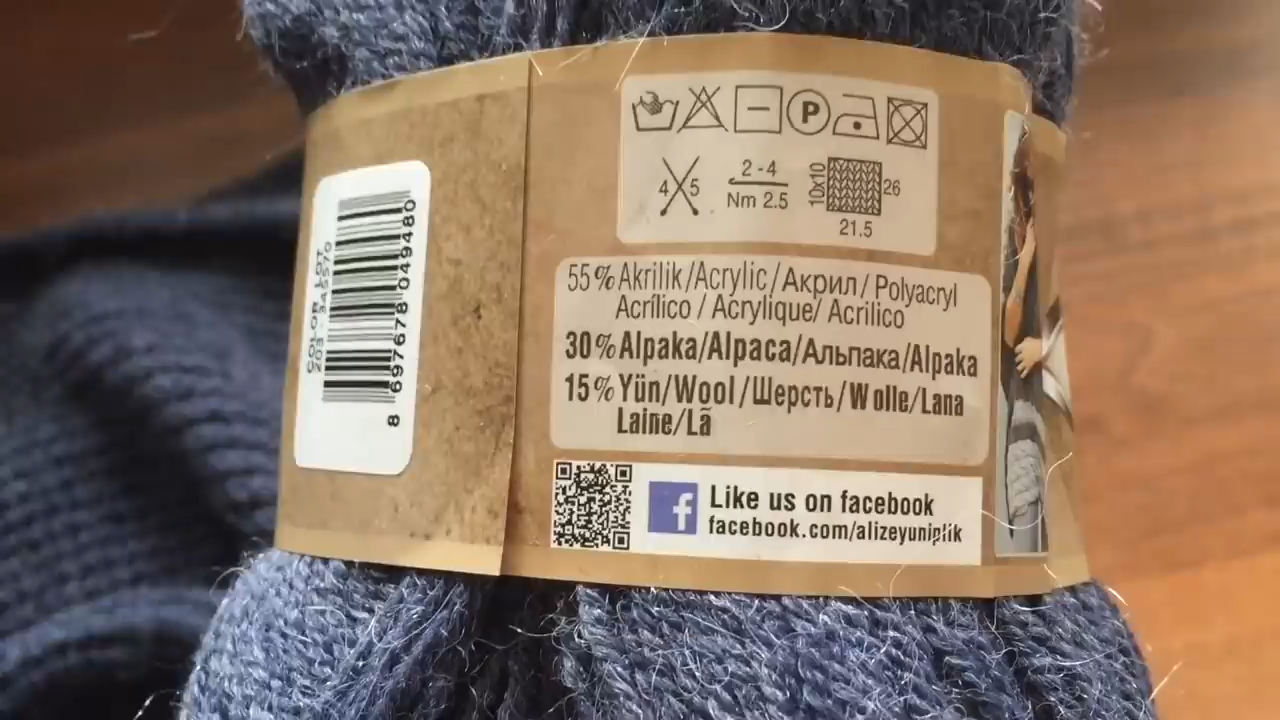 COLOR LOT
203 - 345570
8 697678 049480
P
4 5
2 - 4
Nm 2.5
10x10
26
21.5
55% Akrilik/Acrylic/Акрил/Polyacryl
Acrílico / Acrylique/ Acrilico
30% Alpaka/Alpaca/Альпака/Alpaka
15% Yün/Wool/Шерсть/Wolle/Lana
Laine/Lã
f Like us on facebook
facebook.com/alizeyuniplik